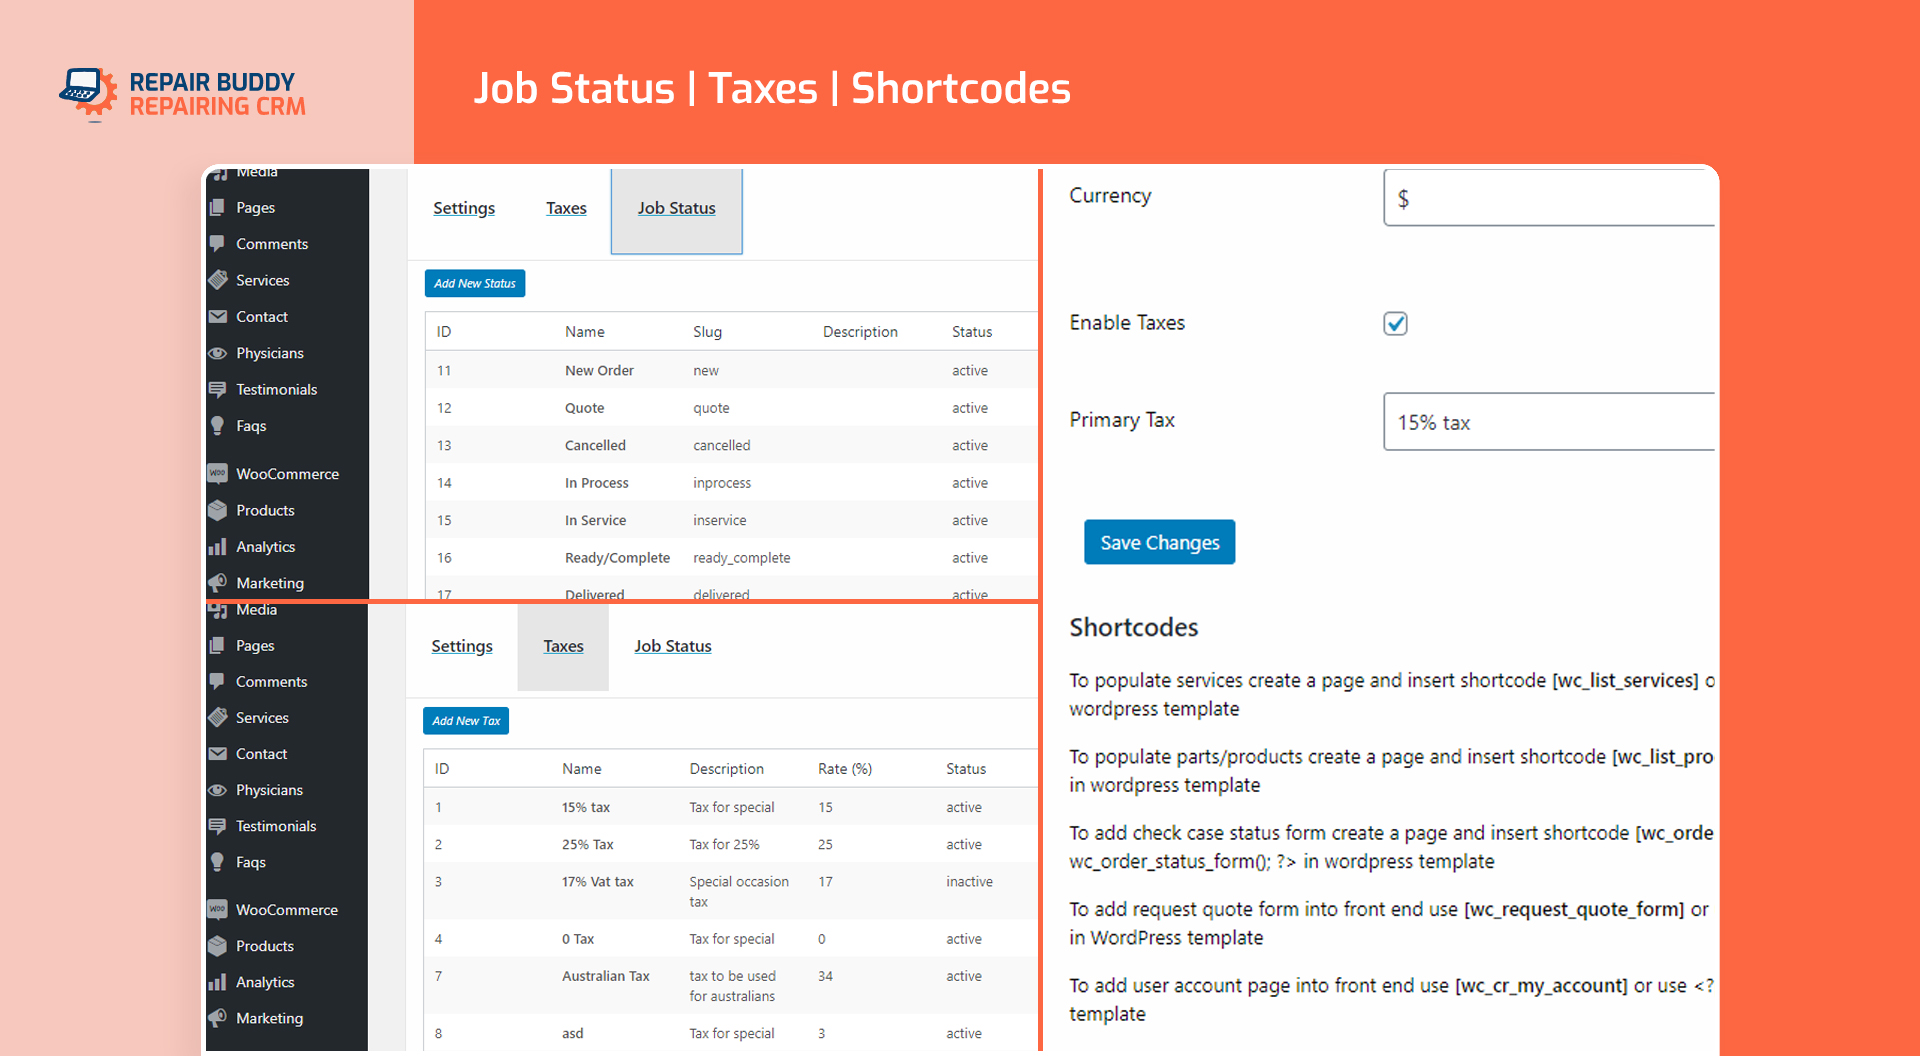 REPAIR BUDDY
REPAIRING CRM
Job Status | Taxes | Shortcodes
Media
Pages
Comments
Services
Contact
Physicians
Testimonials
Faqs
WooCommerce
Products
Analytics
Marketing
Settings Taxes Job Status
Add New Status
ID Name Slug Description Status
11 New Order new active
12 Quote quote active
13 Cancelled cancelled active
14 In Process inprocess active
15 In Service inservice active
16 Ready/Complete ready_complete active
17 Delivered delivered active
Media
Pages
Comments
Services
Contact
Physicians
Testimonials
Faqs
WooCommerce
Products
Analytics
Marketing
Settings Taxes Job Status
Add New Tax
ID Name Description Rate (%) Status
1 15% tax Tax for special 15 active
2 25% Tax Tax for 25% 25 active
3 17% Vat tax Special occasion 17 inactive
tax
4 0 Tax Tax for special 0 active
7 Australian Tax tax to be used 34 active
for australians
8 asd Tax for special 3 active
Currency $
Enable Taxes
Primary Tax 15% tax
Save Changes
Shortcodes
To populate services create a page and insert shortcode [wc_list_services] o
wordpress template
To populate parts/products create a page and insert shortcode [wc_list_pro
in wordpress template
To add check case status form create a page and insert shortcode [wc_orde
wc_order_status_form(); ?> in wordpress template
To add request quote form into front end use [wc_request_quote_form] or
in WordPress template
To add user account page into front end use [wc_cr_my_account] or use <?
template